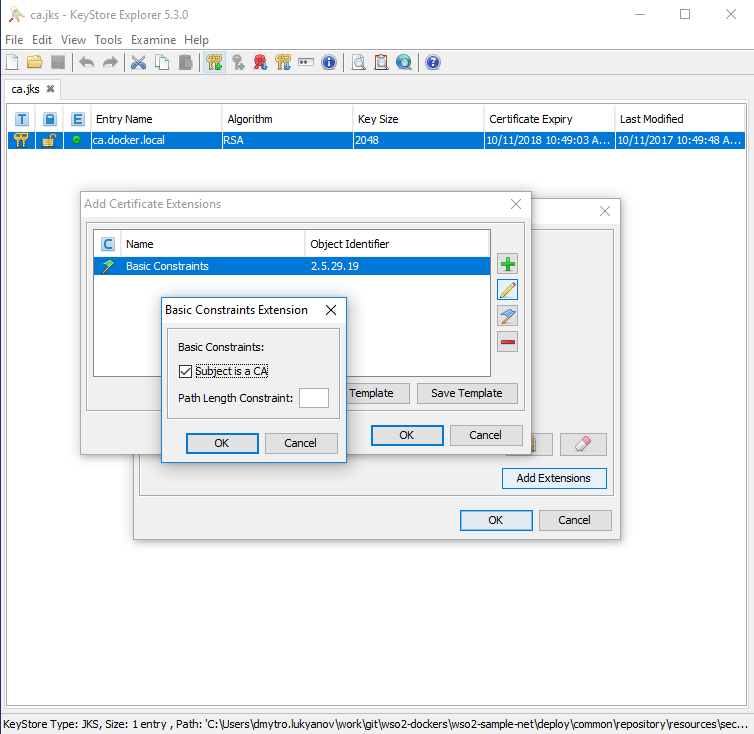 ca.jks - KeyStore Explorer 5.3.0
File Edit View Tools Examine Help
ca.jks
T E Entry Name Algorithm Key Size Certificate Expiry Last Modified
ca.docker.local RSA 2048 10/11/2018 10:49:03 A... 10/11/2017 10:49:48 A...
Add Certificate Extensions
C Name Object Identifier
Basic Constraints 2.5.29.19
Basic Constraints Extension
Basic Constraints:
Subject is a CA
Path Length Constraint:
Template Save Template
OK Cancel
OK Cancel
Add Extensions
OK Cancel
KeyStore Type: JKS, Size: 1 entry , Path: 'C:\Users\dmytro.lukyanov\work\git\wso2-dockers\wso2-sample-net\deploy\common\repository\resources\sec...